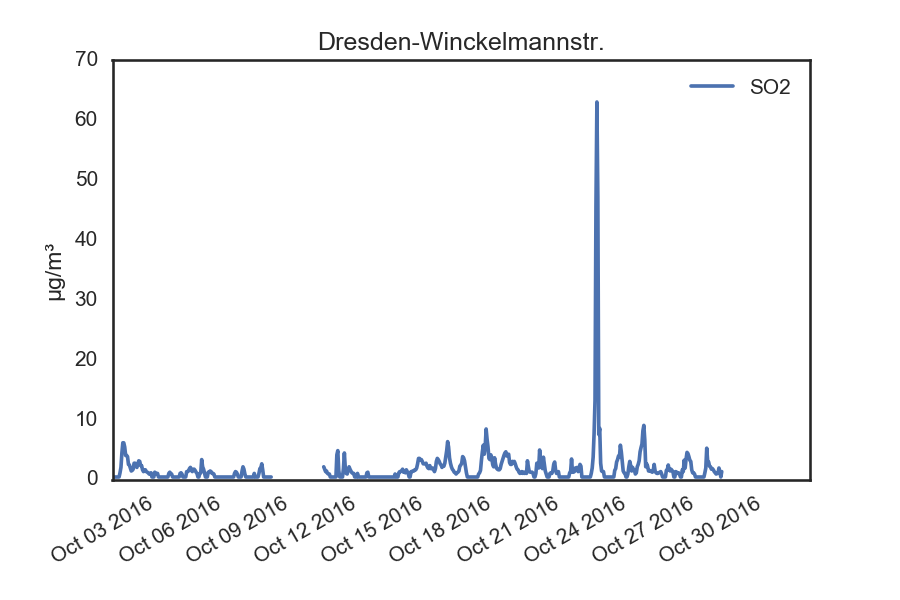 Dresden-Winckelmannstr.
70
60
50
40
30
20
10
0
µg/m³
SO2
Oct 03 2016
Oct 06 2016
Oct 09 2016
Oct 12 2016
Oct 15 2016
Oct 18 2016
Oct 21 2016
Oct 24 2016
Oct 27 2016
Oct 30 2016